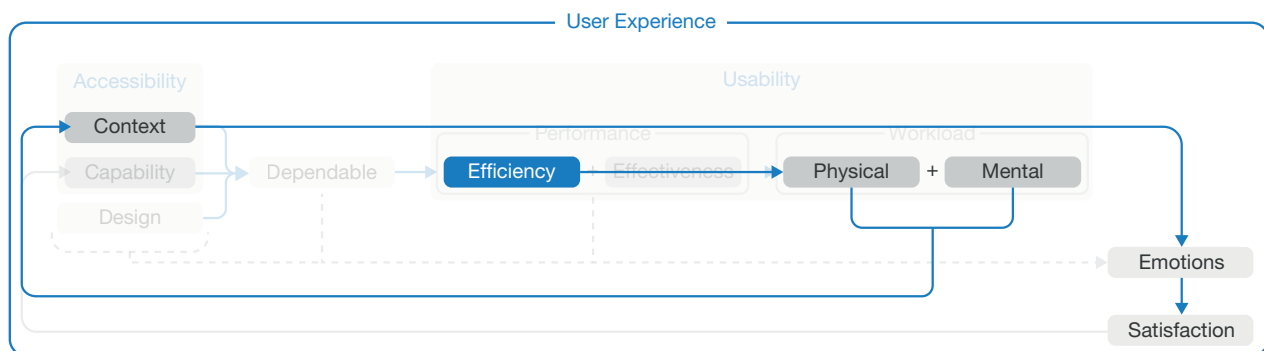 User Experience
Accessibility
Usability
Context
Performance
Workload
Capability
Dependable
Efficiency
+
Effectiveness
Physical
+
Mental
Design
Emotions
Satisfaction